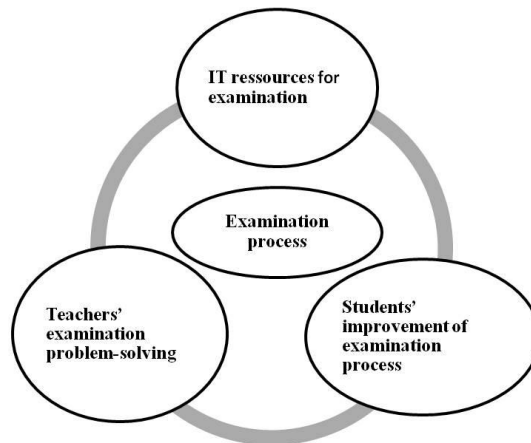 IT ressources for
examination
Examination
process
Teachers'
examination
problem-solving
Students'
improvement of
examination
process